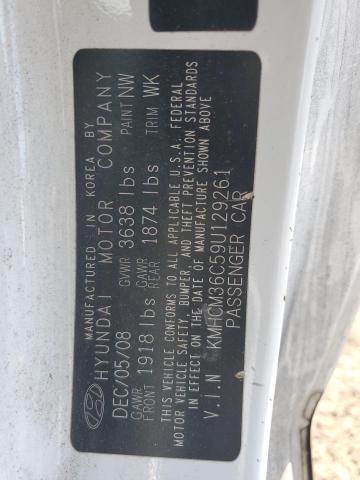 MANUFACTURED IN KOREA BY
HYUNDAI MOTOR COMPANY
DEC/05/08 GVWR 3638 lbs PAINT NW
GAWR FRONT 1918 lbs GAWR REAR 1874 lbs TRIM WK
THIS VEHICLE CONFORMS TO ALL APPLICABLE U.S.A. FEDERAL
MOTOR VEHICLE SAFETY, BUMPER, AND THEFT PREVENTION STANDARDS
IN EFFECT ON THE DATE OF MANUFACTURE SHOWN ABOVE
V.I.N KMHCM36C59U129261
PASSENGER CAR